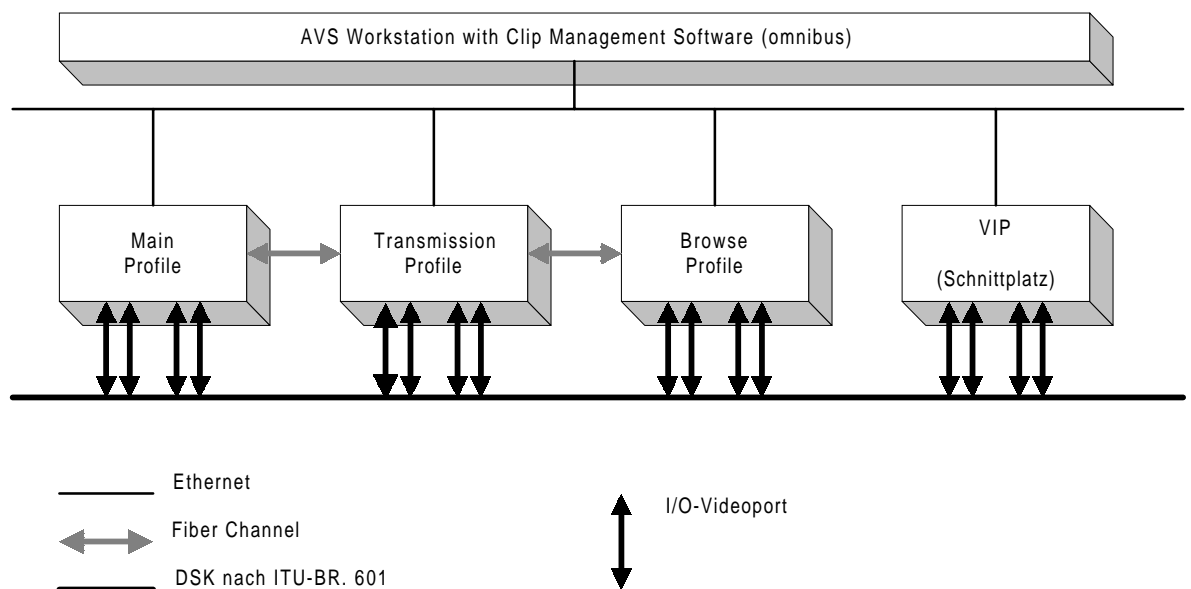 AVS Workstation with Clip Management Software (omnibus)
Main
Profile
Transmission
Profile
Browse
Profile
VIP
(Schnittplatz)
Ethernet
Fiber Channel
DSK nach ITU-BR. 601
I/O-Videoport